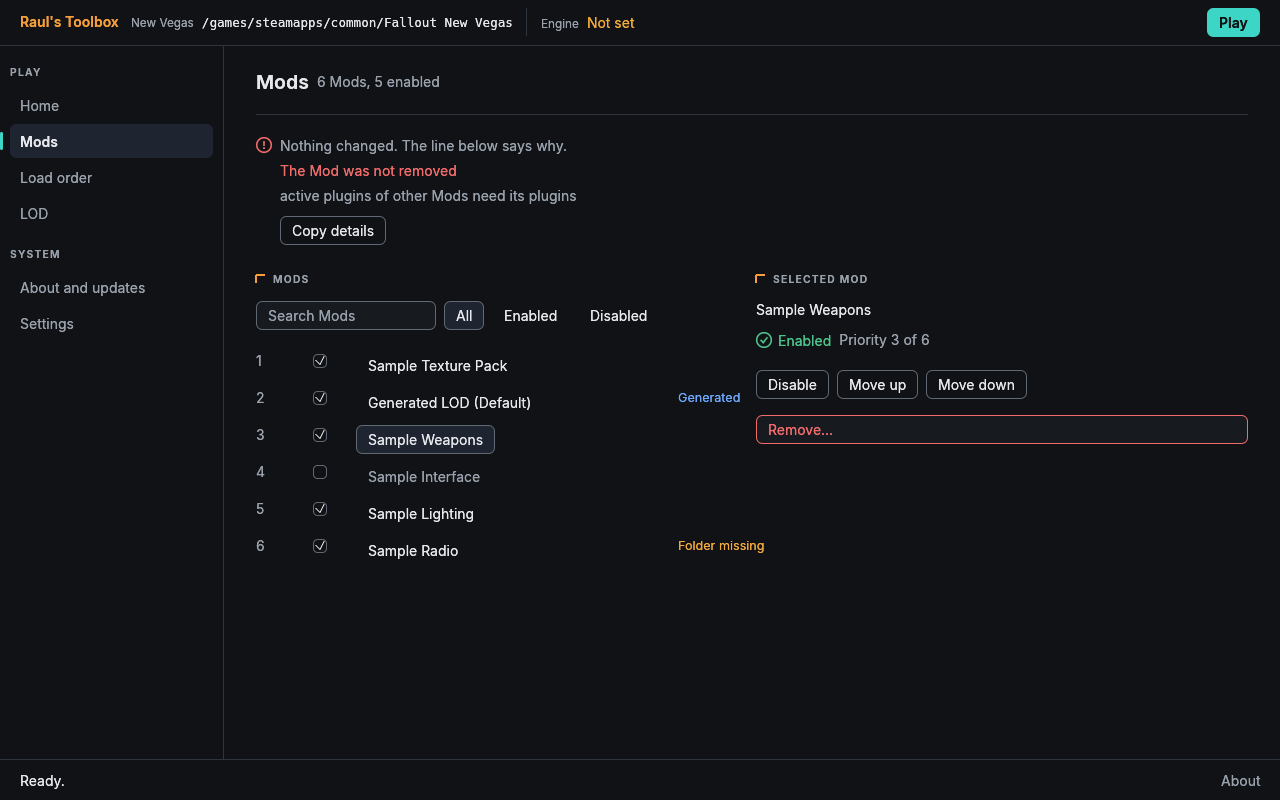 Raul's Toolbox New Vegas /games/steamapps/common/Fallout New Vegas Engine Not set Play
PLAY
Home
Mods
Load order
LOD
SYSTEM
About and updates
Settings
Mods 6 Mods, 5 enabled
Nothing changed. The line below says why.
The Mod was not removed
active plugins of other Mods need its plugins
Copy details
MODS
Search Mods All Enabled Disabled
1 Sample Texture Pack
2 Generated LOD (Default) Generated
3 Sample Weapons
4 Sample Interface
5 Sample Lighting
6 Sample Radio Folder missing
SELECTED MOD
Sample Weapons
Enabled Priority 3 of 6
Disable Move up Move down
Remove...
Ready. About